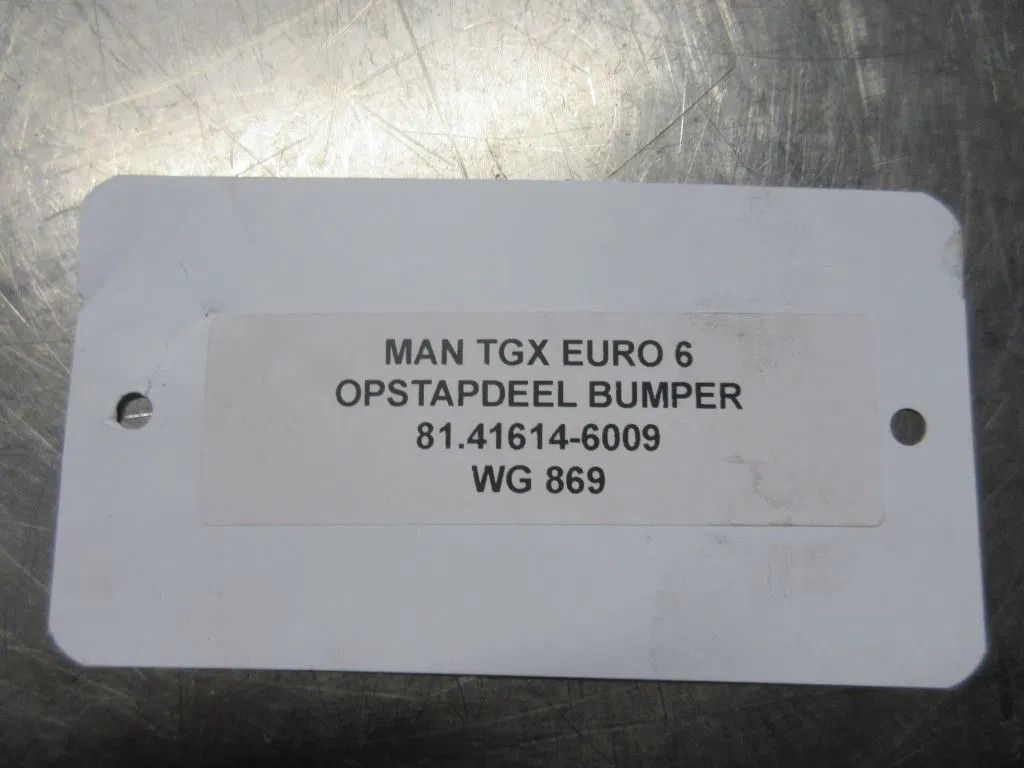 MAN TGX EURO 6
OPSTAPDEEL BUMPER
81.41614-6009
WG 869